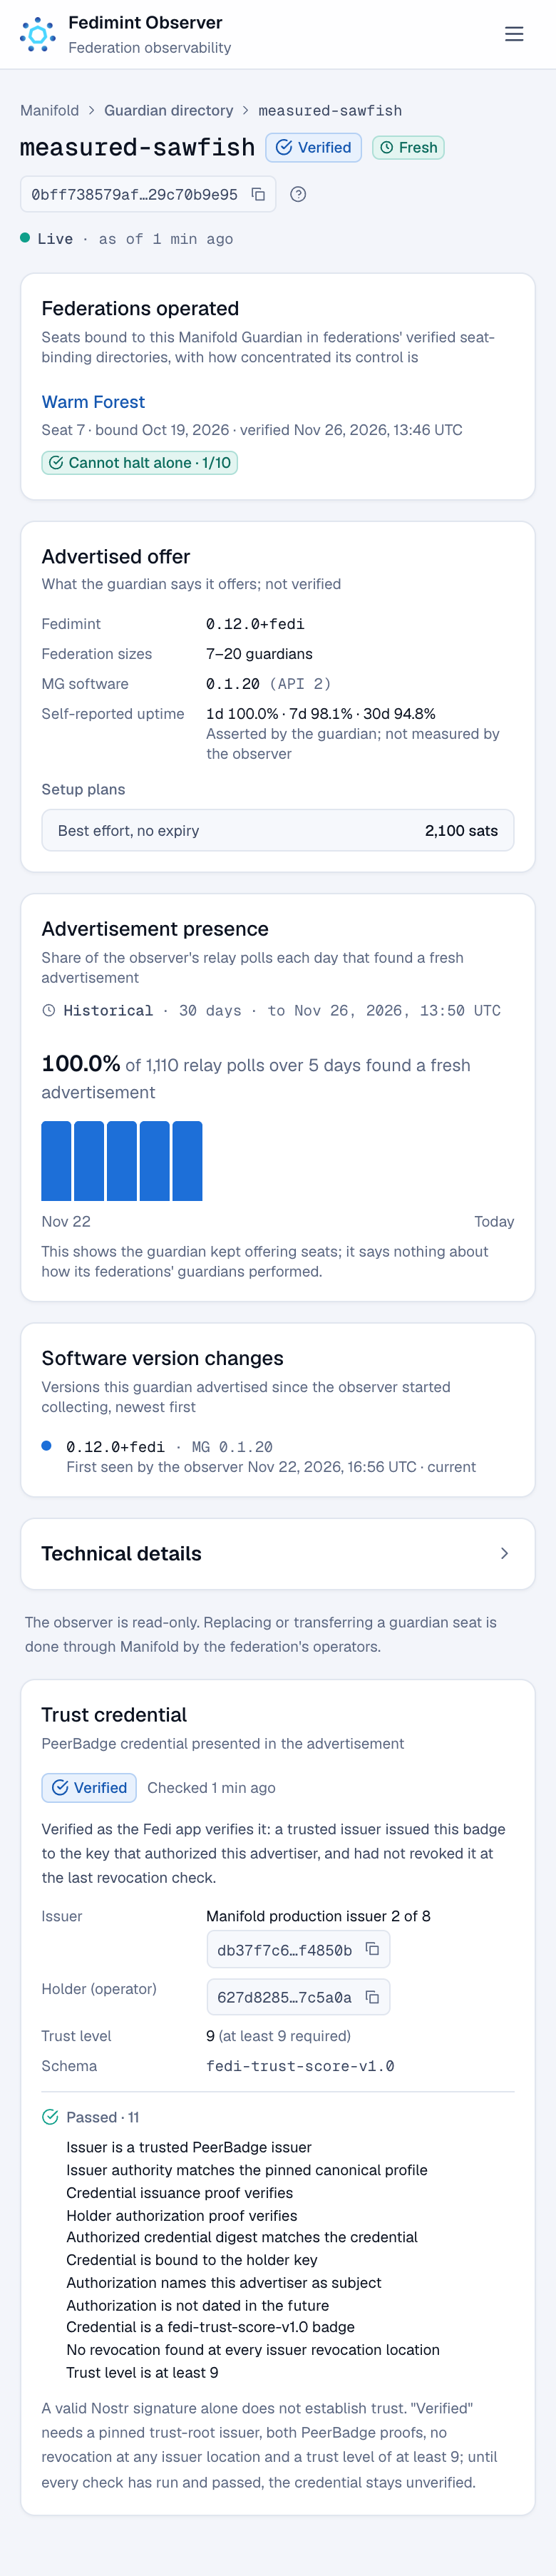 Fedimint Observer
Federation observability
Manifold > Guardian directory > measured-sawfish
measured-sawfish Verified Fresh
0bff738579af…29c70b9e95
Live · as of 1 min ago
Federations operated
Seats bound to this Manifold Guardian in federations' verified seat-
binding directories, with how concentrated its control is
Warm Forest
Seat 7 · bound Oct 19, 2026 · verified Nov 26, 2026, 13:46 UTC
Cannot halt alone · 1/10
Advertised offer
What the guardian says it offers; not verified
Fedimint 0.12.0+fedi
Federation sizes 7–20 guardians
MG software 0.1.20 (API 2)
Self-reported uptime 1d 100.0% · 7d 98.1% · 30d 94.8%
Asserted by the guardian; not measured by
the observer
Setup plans
Best effort, no expiry 2,100 sats
Advertisement presence
Share of the observer's relay polls each day that found a fresh
advertisement
Historical · 30 days · to Nov 26, 2026, 13:50 UTC
100.0% of 1,110 relay polls over 5 days found a fresh
advertisement
Nov 22 Today
This shows the guardian kept offering seats; it says nothing about
how its federations' guardians performed.
Software version changes
Versions this guardian advertised since the observer started
collecting, newest first
0.12.0+fedi · MG 0.1.20
First seen by the observer Nov 22, 2026, 16:56 UTC · current
Technical details
The observer is read-only. Replacing or transferring a guardian seat is
done through Manifold by the federation's operators.
Trust credential
PeerBadge credential presented in the advertisement
Verified Checked 1 min ago
Verified as the Fedi app verifies it: a trusted issuer issued this badge
to the key that authorized this advertiser, and had not revoked it at
the last revocation check.
Issuer Manifold production issuer 2 of 8
db37f7c6…f4850b
Holder (operator) 627d8285…7c5a0a
Trust level 9 (at least 9 required)
Schema fedi-trust-score-v1.0
Passed · 11
Issuer is a trusted PeerBadge issuer
Issuer authority matches the pinned canonical profile
Credential issuance proof verifies
Holder authorization proof verifies
Authorized credential digest matches the credential
Credential is bound to the holder key
Authorization names this advertiser as subject
Authorization is not dated in the future
Credential is a fedi-trust-score-v1.0 badge
No revocation found at every issuer revocation location
Trust level is at least 9
A valid Nostr signature alone does not establish trust. "Verified"
needs a pinned trust-root issuer, both PeerBadge proofs, no
revocation at any issuer location and a trust level of at least 9; until
every check has run and passed, the credential stays unverified.